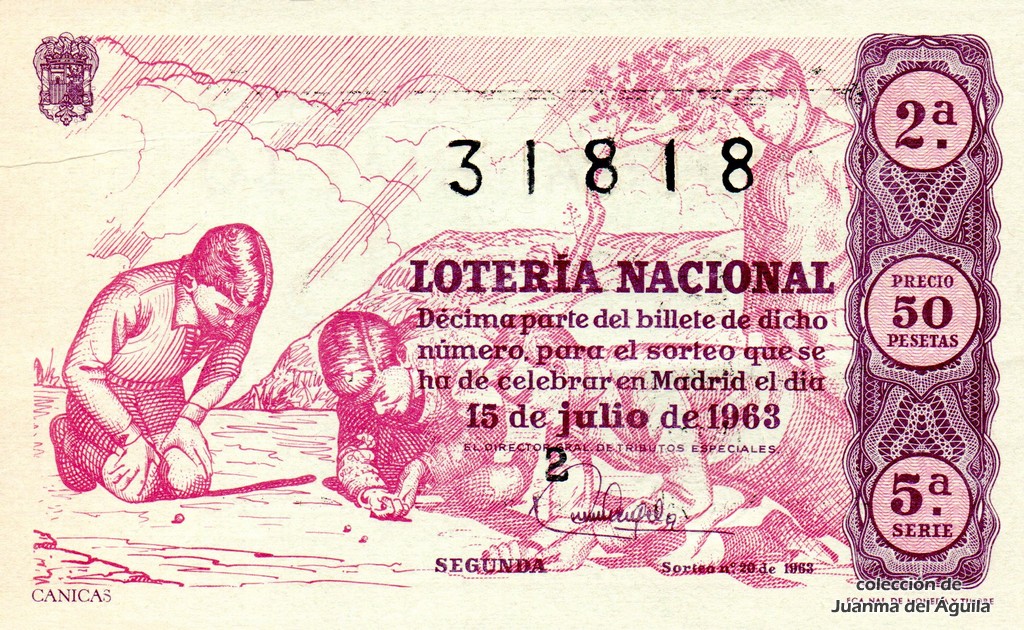 31818
LOTERÍA NACIONAL
Décima parte del billete de dicho
número, para el sorteo que se
ha de celebrar en Madrid el día
15 de julio de 1963
EL DIRECTOR GRAL. DE TRIBUTOS ESPECIALES.
2
SEGUNDA
Sorteo nº. 20 de 1963
CANICAS
2ª.
PRECIO
50
PESETAS
5ª.
SERIE
colección de
Juanma del Águila